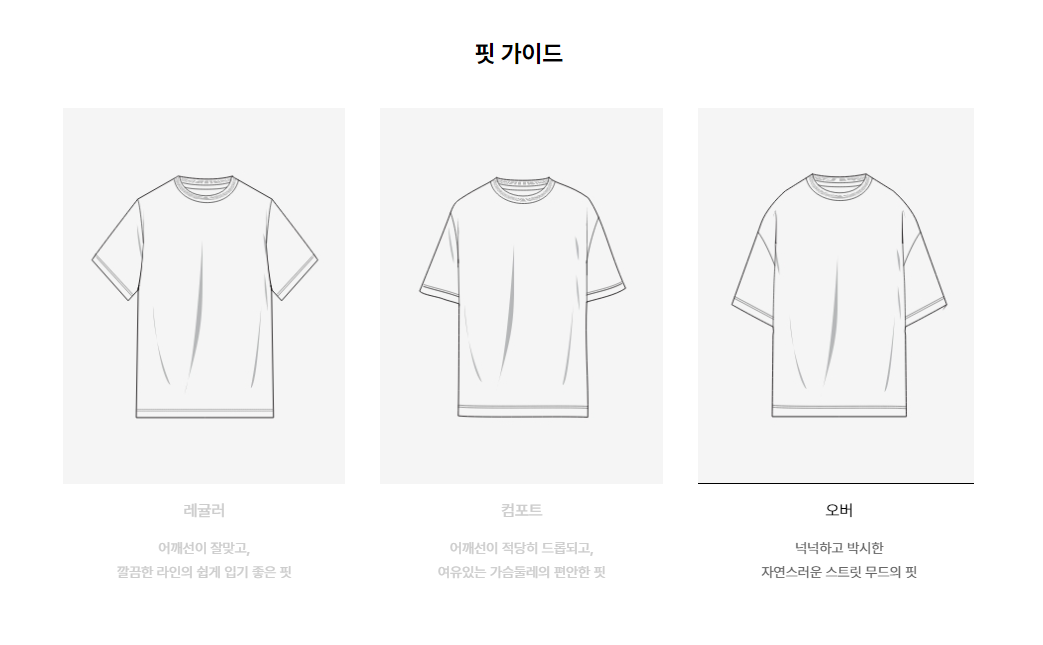 핏 가이드
레귤러
어깨선이 잘맞고,
깔끔한 라인의 쉽게 입기 좋은 핏
컴포트
어깨선이 적당히 드롭되고,
여유있는 가슴둘레의 편안한 핏
오버
넉넉하고 박시한
자연스러운 스트릿 무드의 핏